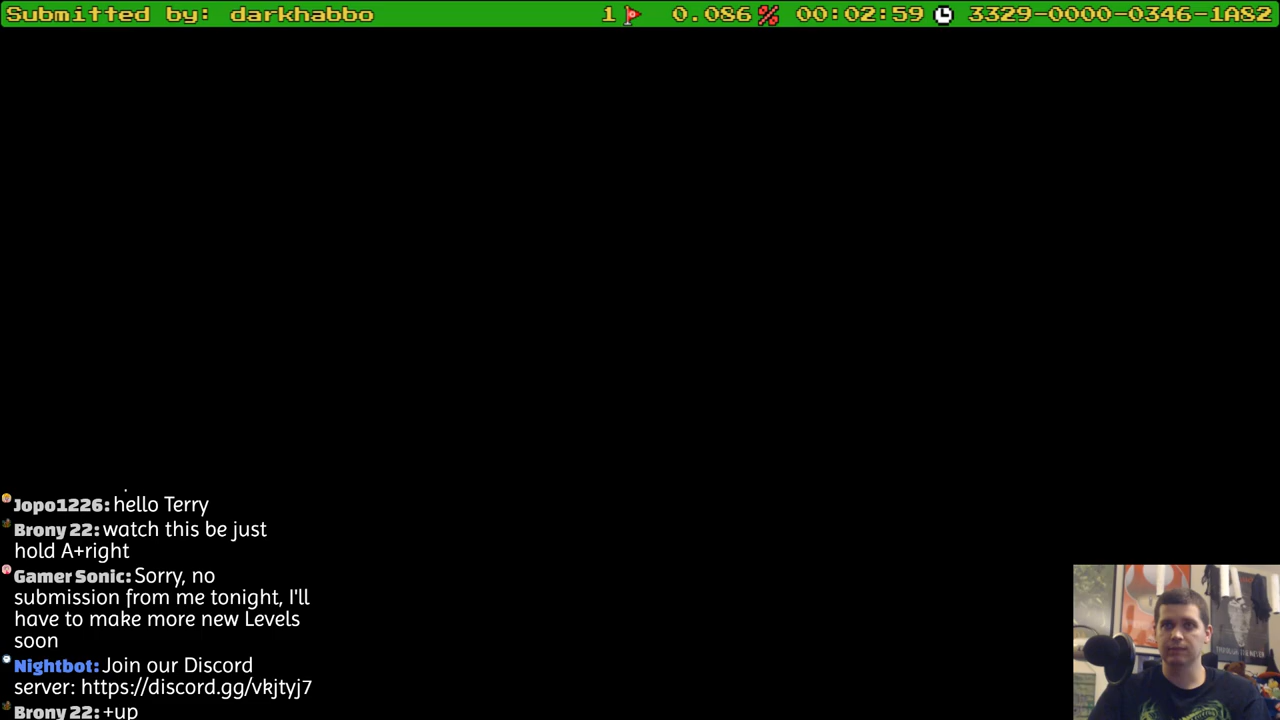 Submitted by: darkhabbo 1 0.086 % 00:02:59 3329-0000-0346-1A82
Jopo1226: hello Terry
Brony 22: watch this be just
hold A+right
Gamer Sonic: Sorry, no
submission from me tonight, I'll
have to make more new Levels
soon
Nightbot: Join our Discord
server: https://discord.gg/vkjtyj7
Brony 22: +up